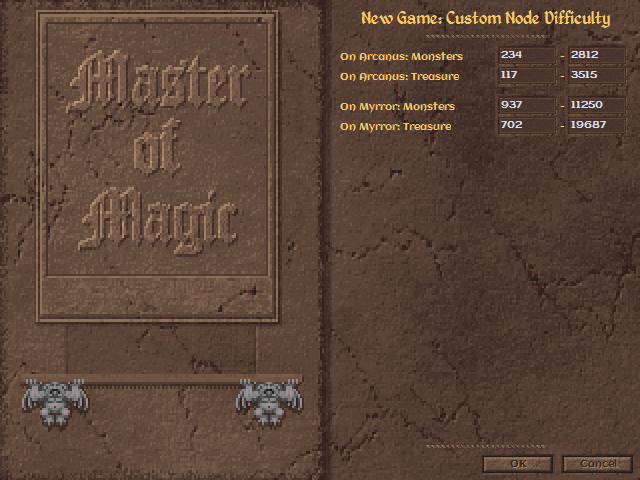 Master
of
Magic
New Game: Custom Node Difficulty
On Arcanus: Monsters 234 - 2812
On Arcanus: Treasure 117 - 3515
On Myrror: Monsters 937 - 11250
On Myrror: Treasure 702 - 19687
OK Cancel